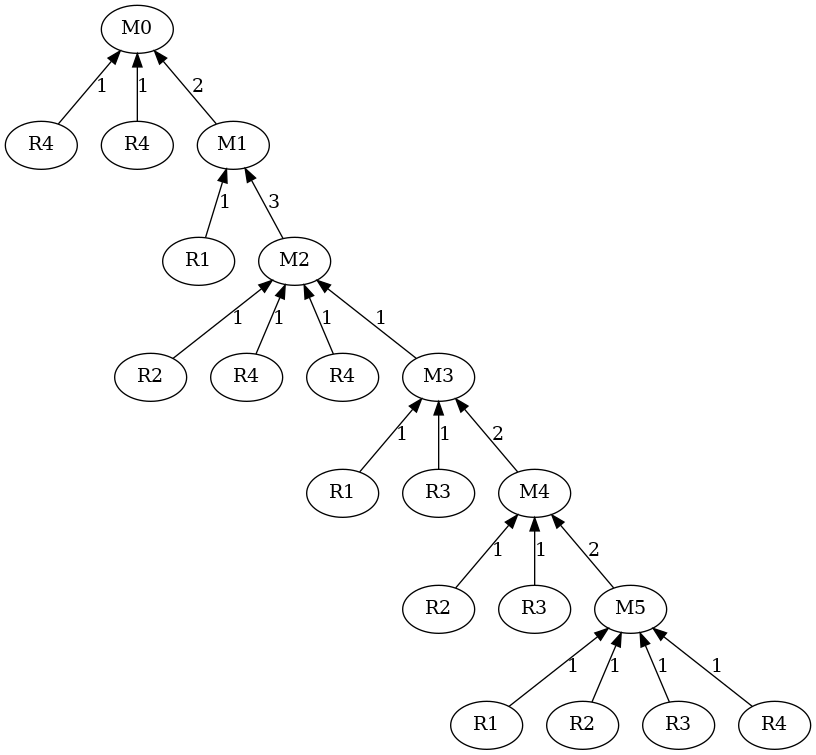 M0
1 1 2
R4 R4 M1
1 3
R1 M2
1 1 1 1
R2 R4 R4 M3
1 1 2
R1 R3 M4
1 1 2
R2 R3 M5
1 1 1 1
R1 R2 R3 R4